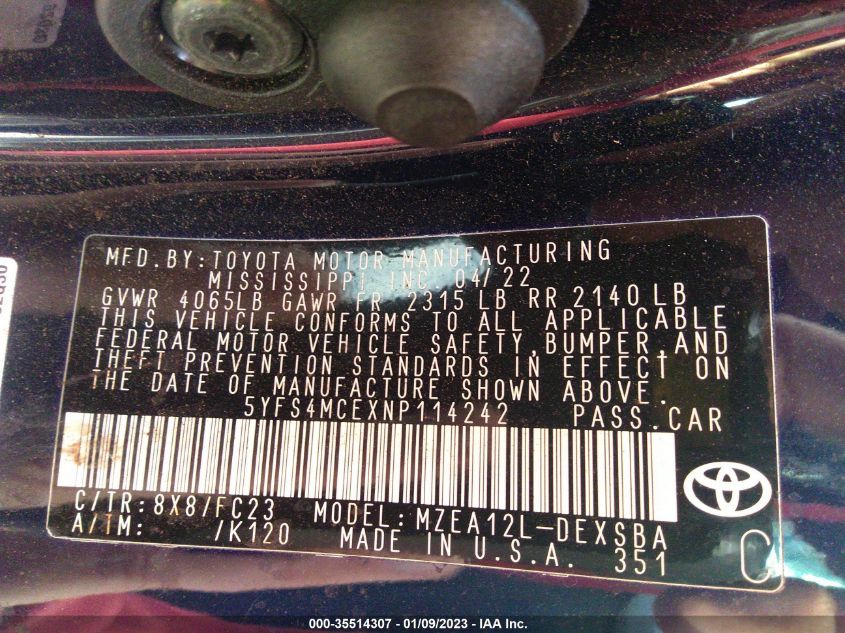 MFD.BY:TOYOTA MOTOR MANUFACTURING
MISSISSIPPI INC 04/22
GVWR 4065LB GAWR FR 2315 LB RR 2140 LB
THIS VEHICLE CONFORMS TO ALL APPLICABLE
FEDERAL MOTOR VEHICLE SAFETY,BUMPER,AND
THEFT PREVENTION STANDARDS IN EFFECT ON
THE DATE OF MANUFACTURE SHOWN ABOVE.
5YFS4MCEXNP114242 PASS.CAR
C/TR:8X8/FC23 MODEL:MZEA12L-DEXSBA
A/TM: /K120 MADE IN U.S.A. 351 C
000-35514307 - 01/09/2023 - IAA Inc.